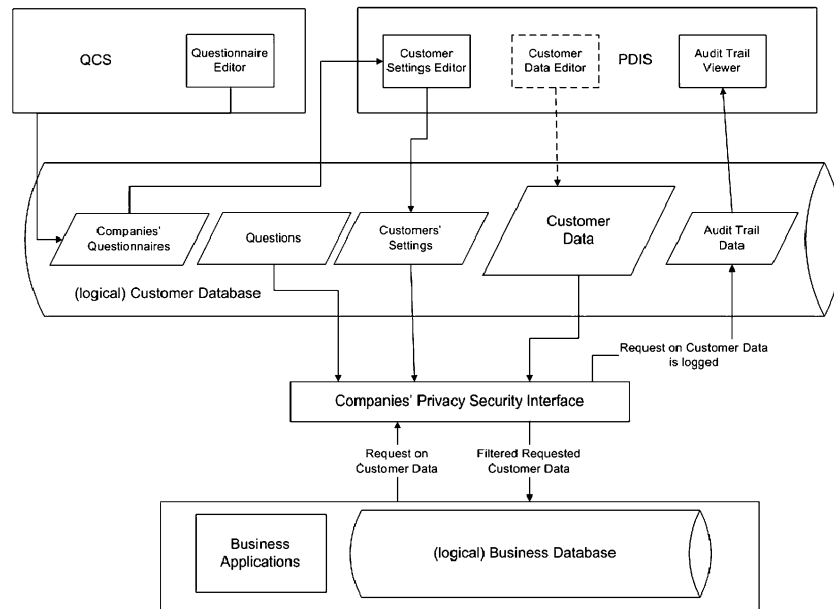 QCS
Questionnaire
Editor
Customer
Settings Editor
Customer
Data Editor
PDIS
Audit Trail
Viewer
Companies'
Questionnaires
Questions
Customers'
Settings
Customer
Data
Audit Trail
Data
(logical) Customer Database
Request on Customer Data
is logged
Companies' Privacy Security Interface
Request on
Customer Data
Filtered Requested
Customer Data
Business
Applications
(logical) Business Database